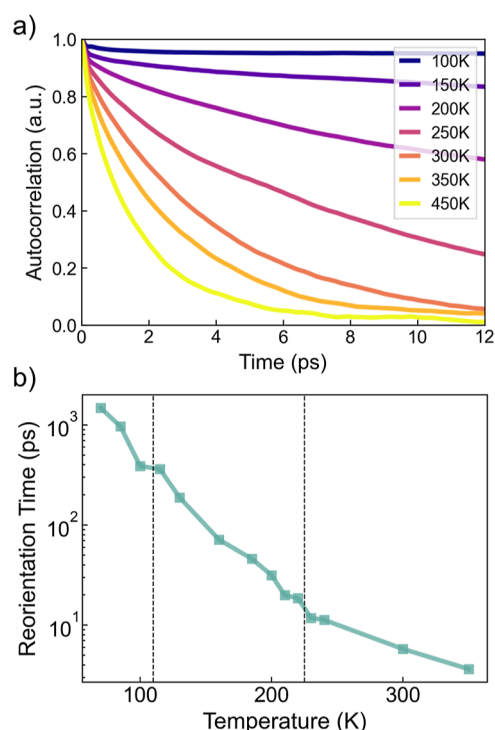 a)
1.0
0.8
0.6
0.4
0.2
0.0
Autocorrelation (a.u.)
100K
150K
200K
250K
300K
350K
450K
0 2 4 6 8 10 12
Time (ps)
b)
10³
10²
10¹
Reorientation Time (ps)
100 200 300
Temperature (K)